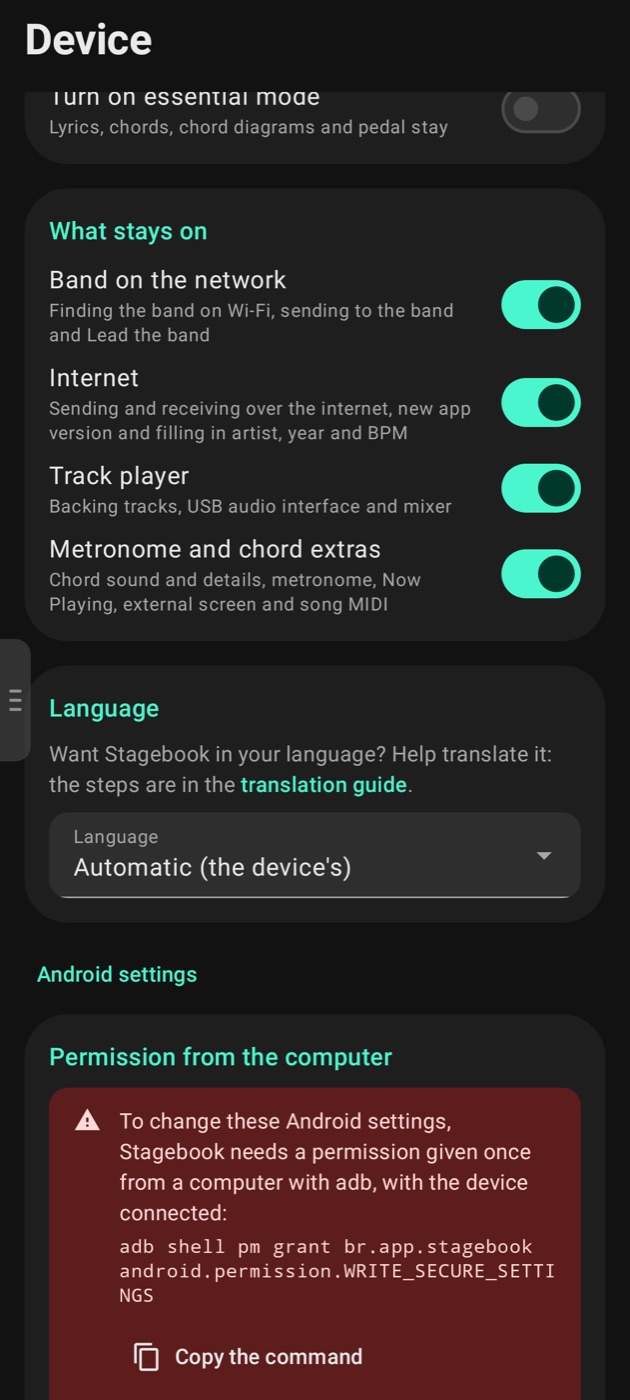 Device
Turn on essential mode
Lyrics, chords, chord diagrams and pedal stay
What stays on
Band on the network
Finding the band on Wi-Fi, sending to the band
and Lead the band
Internet
Sending and receiving over the internet, new app
version and filling in artist, year and BPM
Track player
Backing tracks, USB audio interface and mixer
Metronome and chord extras
Chord sound and details, metronome, Now
Playing, external screen and song MIDI
Language
Want Stagebook in your language? Help translate it:
the steps are in the translation guide.
Language
Automatic (the device's)
Android settings
Permission from the computer
To change these Android settings,
Stagebook needs a permission given once
from a computer with adb, with the device
connected:
adb shell pm grant br.app.stagebook
android.permission.WRITE_SECURE_SETTI
NGS
Copy the command